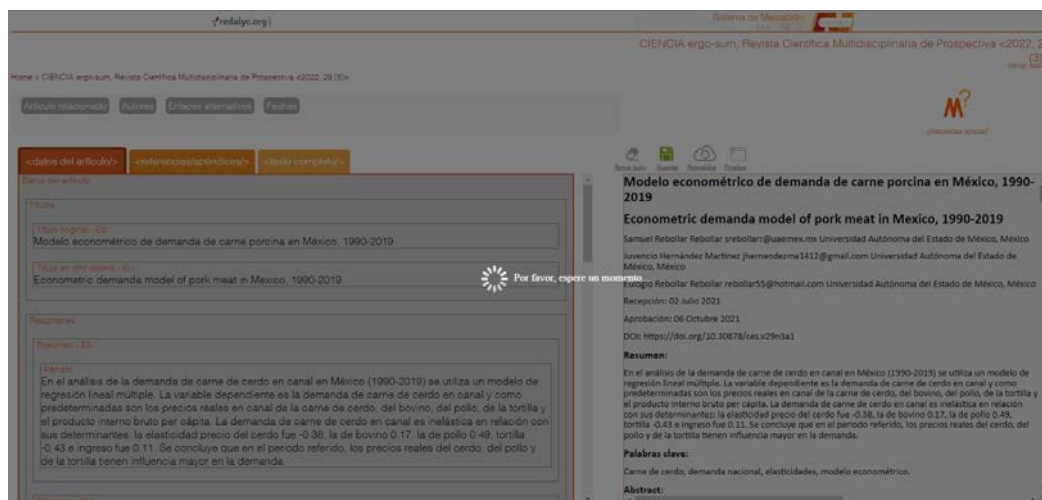 redalyc.org
Sistema de Marcación
CIENCIA ergo-sum, Revista Científica Multidisciplinaria de Prospectiva <2022, 2
(3)
Home » CIENCIA ergo-sum, Revista Científica Multidisciplinaria de Prospectiva <2022, 29 (3)»
Artículo relacionado
Autores
Enlaces alternativos
Fechas
M?
¿Necesitas ayuda?
<datos del artículo/>
<referencias/apéndices/>
<texto completo/>
Datos del artículo
Título
Título original - ES
Modelo econométrico de demanda de carne porcina en México, 1990-2019
Título en otro idioma - EN
Econometric demand model of pork meat in Mexico, 1990-2019
Resúmenes
Resumen - ES
Párrafo
En el análisis de la demanda de carne de cerdo en canal en México (1990-2019) se utiliza un modelo de
regresión lineal múltiple. La variable dependiente es la demanda de carne de cerdo en canal y como
predeterminadas son los precios reales en canal de la carne de cerdo, del bovino, del pollo, de la tortilla y
el producto interno bruto per cápita. La demanda de carne de cerdo en canal es inelástica en relación con
sus determinantes: la elasticidad precio del cerdo fue -0.38, la de bovino 0.17, la de pollo 0.49, tortilla
-0.43 e ingreso fue 0.11. Se concluye que en el periodo referido, los precios reales del cerdo, del pollo y
de la tortilla tienen influencia mayor en la demanda.
Por favor, espere un momento.
Modelo econométrico de demanda de carne porcina en México, 1990-
2019
Econometric demand model of pork meat in Mexico, 1990-2019
Samuel Rebollar Rebollar srebollarr@uaemex.mx Universidad Autónoma del Estado de México, México
Juvencio Hernández Martínez jhernandezma1412@gmail.com Universidad Autónoma del Estado de
México, México
Eulogio Rebollar Rebollar rebollar55@hotmail.com Universidad Autónoma del Estado de México, México
Recepción: 02 Julio 2021
Aprobación: 06 Octubre 2021
DOI: https://doi.org/10.30878/ces.v29n3a1
Resumen:
En el análisis de la demanda de carne de cerdo en canal en México (1990-2019) se utiliza un modelo de
regresión lineal múltiple. La variable dependiente es la demanda de carne de cerdo en canal y como
predeterminadas son los precios reales en canal de la carne de cerdo, del bovino, del pollo, de la tortilla y
el producto interno bruto per cápita. La demanda de carne de cerdo en canal es inelástica en relación
con sus determinantes: la elasticidad precio del cerdo fue -0.38, la de bovino 0.17, la de pollo 0.49,
tortilla -0.43 e ingreso fue 0.11. Se concluye que en el periodo referido, los precios reales del cerdo, del
pollo y de la tortilla tienen influencia mayor en la demanda.
Palabras clave:
Carne de cerdo, demanda nacional, elasticidades, modelo econométrico.
Abstract: